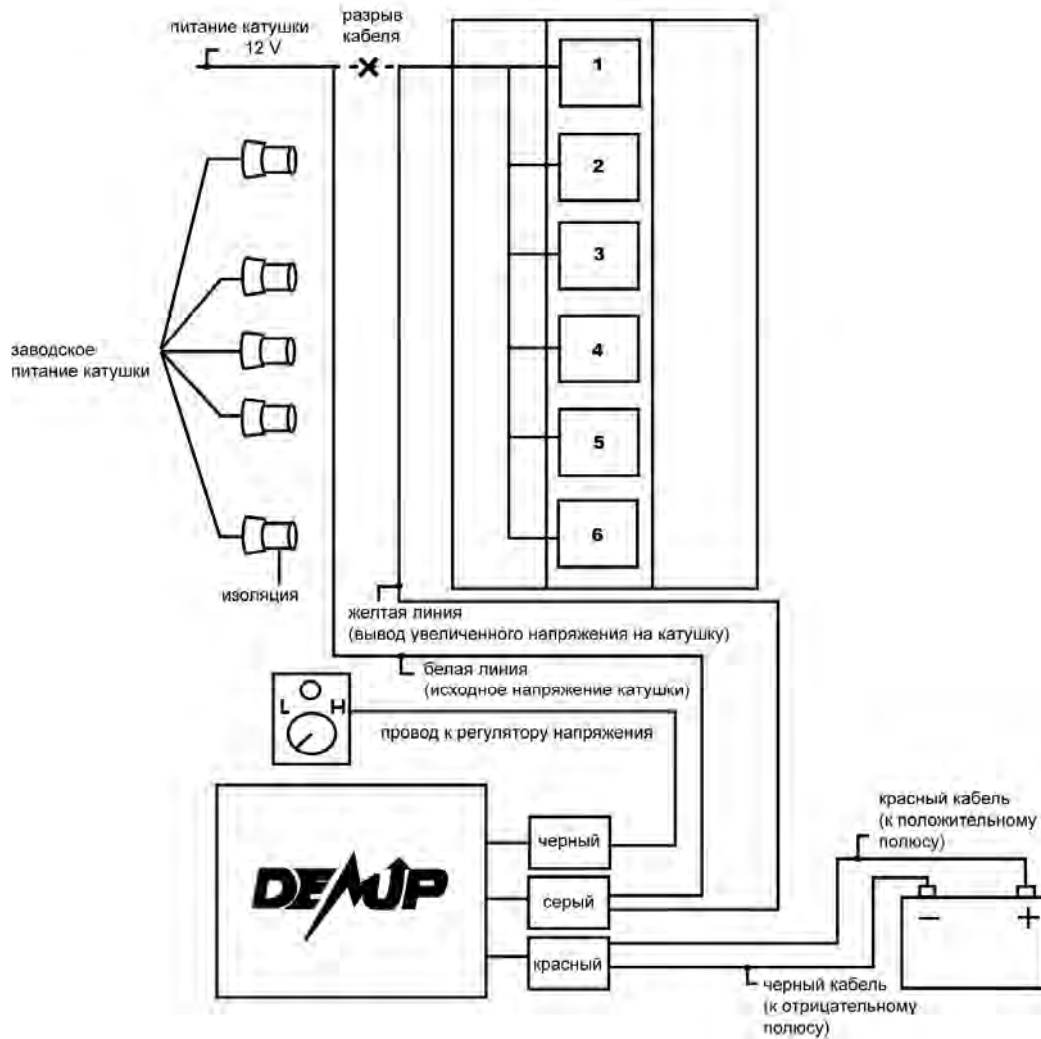 питание катушки
12 V
разрыв
кабеля
1
2
3
4
5
6
заводское
питание катушки
изоляция
желтая линия
(вывод увеличенного напряжения на катушку)
белая линия
(исходное напряжение катушки)
L H
провод к регулятору напряжения
DENUP
черный
серый
красный
красный кабель
(к положительному
полюсу)
− +
черный кабель
(к отрицательному
полюсу)